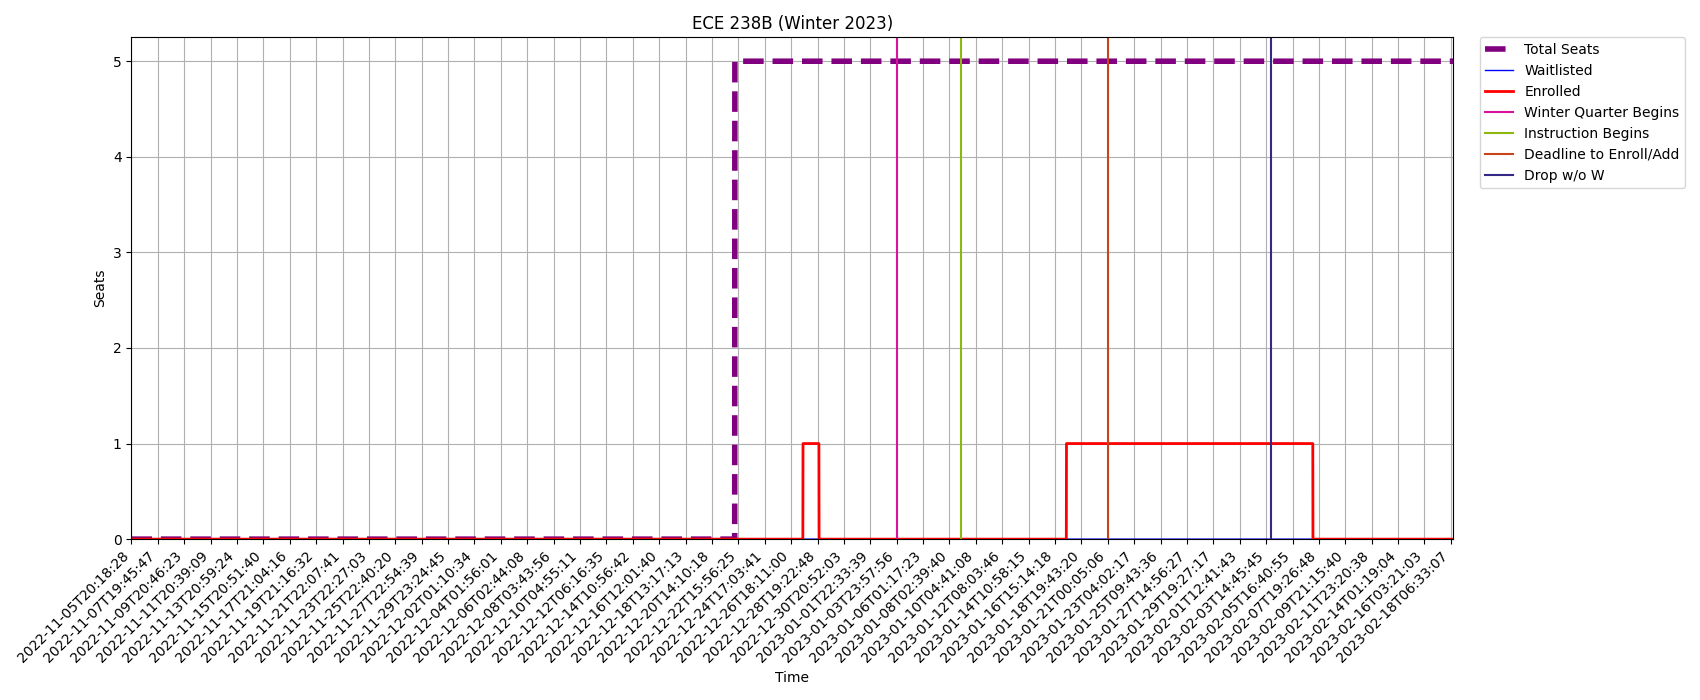 ECE 238B (Winter 2023)
Total Seats
Waitlisted
Enrolled
Winter Quarter Begins
Instruction Begins
Deadline to Enroll/Add
Drop w/o W
Seats
5
4
3
2
1
0
2022-11-05T20:18:28
2022-11-07T19:45:47
2022-11-09T20:46:23
2022-11-11T20:39:09
2022-11-13T20:59:24
2022-11-15T20:51:40
2022-11-17T21:04:16
2022-11-19T21:16:32
2022-11-21T22:07:41
2022-11-23T22:27:03
2022-11-25T22:40:20
2022-11-27T22:54:39
2022-11-29T23:24:45
2022-12-02T01:10:34
2022-12-04T01:56:01
2022-12-06T02:44:08
2022-12-08T03:43:56
2022-12-10T04:55:11
2022-12-12T06:16:35
2022-12-14T10:56:42
2022-12-16T12:01:40
2022-12-18T13:17:13
2022-12-20T14:10:18
2022-12-22T15:56:25
2022-12-24T17:03:41
2022-12-26T18:11:00
2022-12-28T19:22:48
2022-12-30T20:52:03
2023-01-01T22:33:39
2023-01-03T23:57:56
2023-01-06T01:17:23
2023-01-08T02:39:40
2023-01-10T04:41:08
2023-01-12T08:03:46
2023-01-14T10:58:15
2023-01-16T15:14:18
2023-01-18T19:43:20
2023-01-21T00:05:06
2023-01-23T04:02:17
2023-01-25T09:43:36
2023-01-27T14:56:27
2023-01-29T19:27:17
2023-02-01T12:41:43
2023-02-03T14:45:45
2023-02-05T16:40:55
2023-02-07T19:26:48
2023-02-09T21:15:40
2023-02-11T23:20:38
2023-02-14T01:19:04
2023-02-16T03:21:03
2023-02-18T06:33:07
Time